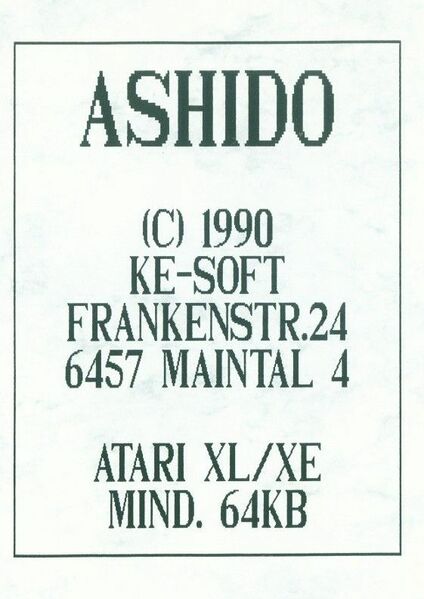 ASHIDO
(C) 1990
KE-SOFT
FRANKENSTR.24
6457 MAINTAL 4
ATARI XL/XE
MIND. 64KB